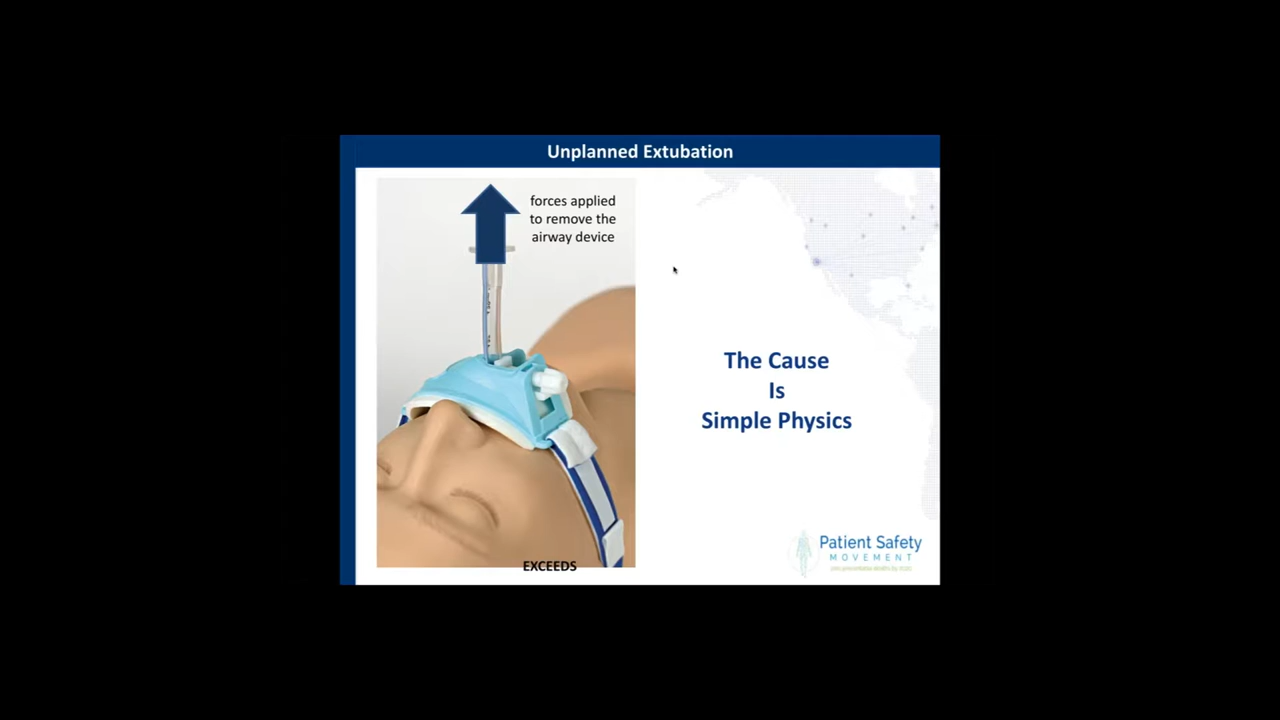 Unplanned Extubation
forces applied
to remove the
airway device
The Cause
Is
Simple Physics
EXCEEDS
Patient Safety
MOVEMENT